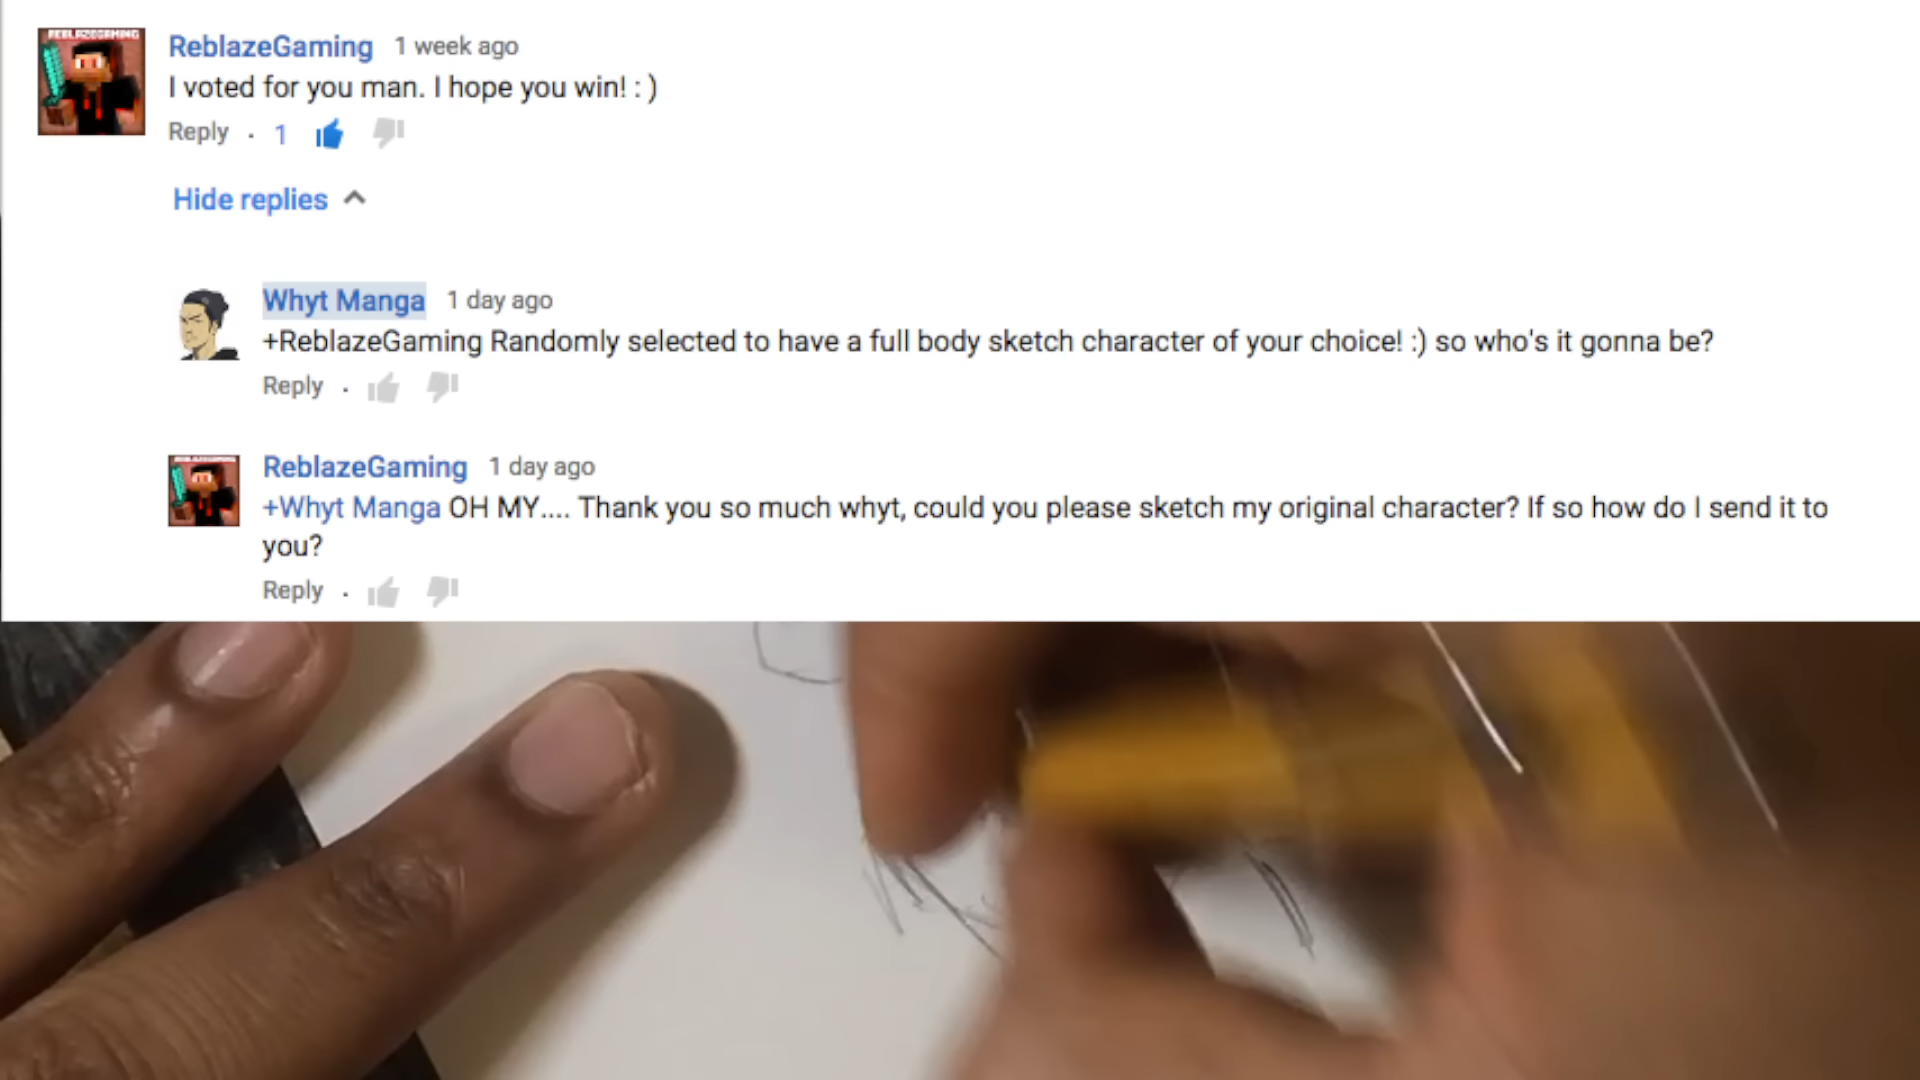 REBLAZEGAMING
ReblazeGaming 1 week ago
I voted for you man. I hope you win! : )
Reply · 1
Hide replies
Whyt Manga 1 day ago
+ReblazeGaming Randomly selected to have a full body sketch character of your choice! :) so who's it gonna be?
Reply ·
ReblazeGaming 1 day ago
+Whyt Manga OH MY.... Thank you so much whyt, could you please sketch my original character? If so how do I send it to
you?
Reply ·